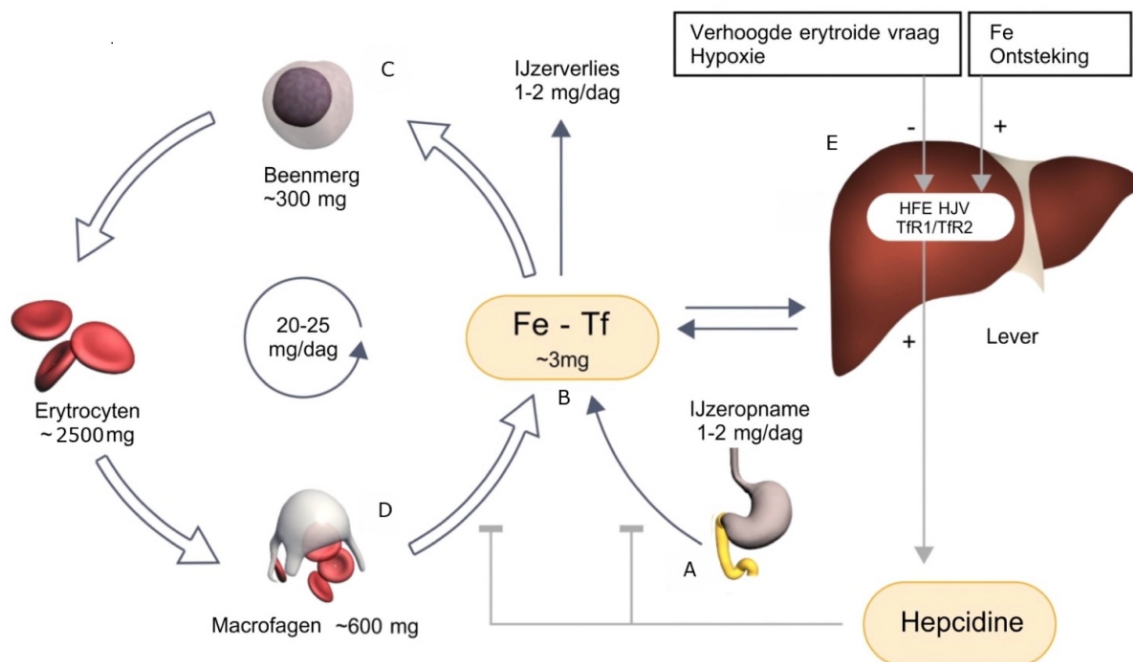 Verhoogde erytroide vraag
Hypoxie
Fe
Ontsteking
C
IJzerverlies
1-2 mg/dag
-
+
E
Beenmerg
~300 mg
HFE HJV
TfR1/TfR2
20-25
mg/dag
Fe - Tf
~3mg
+
Lever
B
Erytrocyten
~2500mg
IJzeropname
1-2 mg/dag
D
A
Macrofagen ~600 mg
Hepcidine